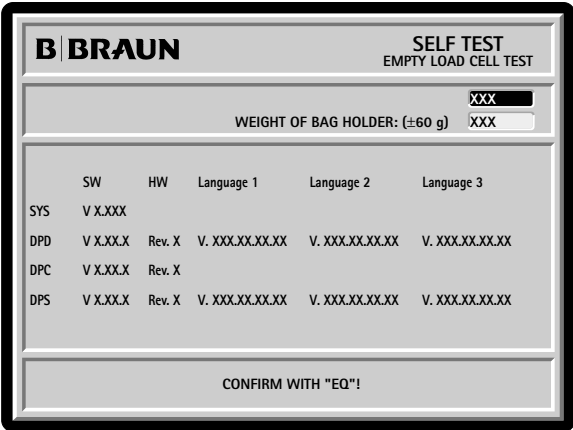 B|BRAUN
SELF TEST
EMPTY LOAD CELL TEST
XXX
WEIGHT OF BAG HOLDER: (±60 g) XXX
SW HW Language 1 Language 2 Language 3
SYS V X.XXX
DPD V X.XX.X Rev. X V. XXX.XX.XX.XX V. XXX.XX.XX.XX V. XXX.XX.XX.XX
DPC V X.XX.X Rev. X
DPS V X.XX.X Rev. X V. XXX.XX.XX.XX V. XXX.XX.XX.XX V. XXX.XX.XX.XX
CONFIRM WITH "EQ"!